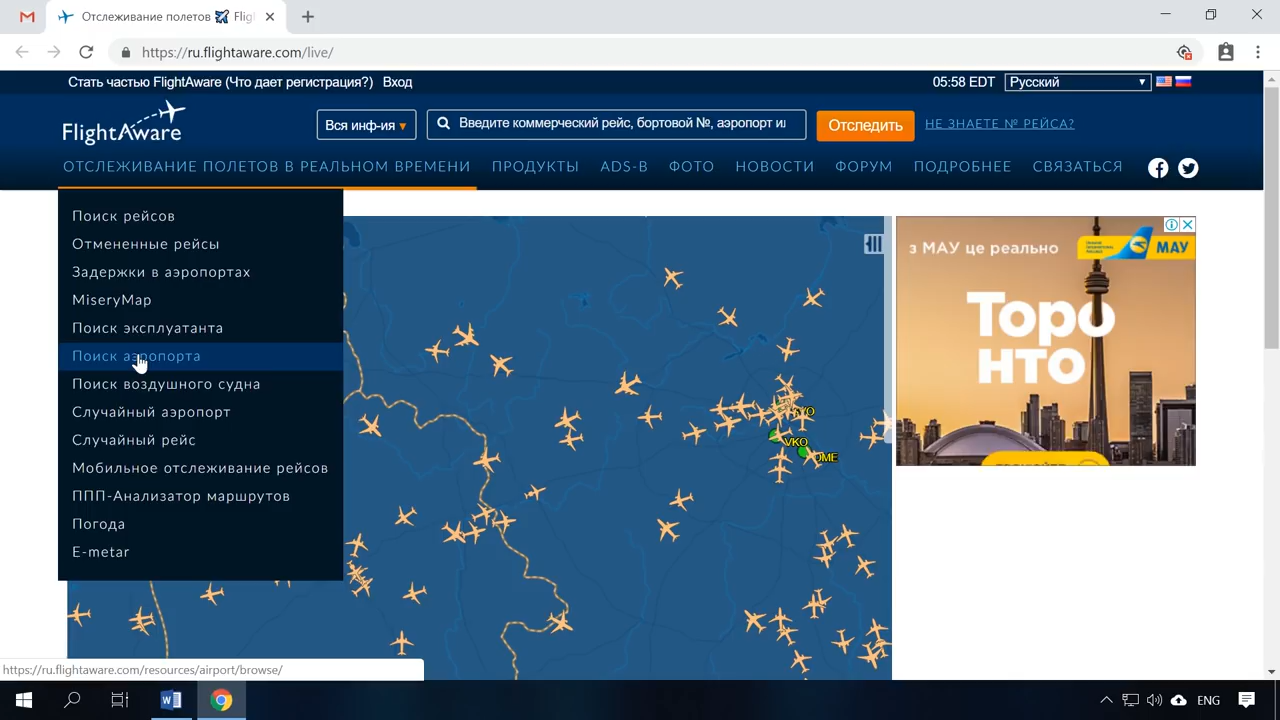 Отслеживание полетов ✈ Flig
https://ru.flightaware.com/live/
Стать частью FlightAware (Что дает регистрация?) Вход
05:58 EDT Русский
FlightAware
Вся инф-ия
Введите коммерческий рейс, бортовой №, аэропорт ил
Отследить
НЕ ЗНАЕТЕ № РЕЙСА?
ОТСЛЕЖИВАНИЕ ПОЛЕТОВ В РЕАЛЬНОМ ВРЕМЕНИ ПРОДУКТЫ ADS-B ФОТО НОВОСТИ ФОРУМ ПОДРОБНЕЕ СВЯЗАТЬСЯ
Поиск рейсов
Отмененные рейсы
Задержки в аэропортах
MiseryMap
Поиск эксплуатанта
Поиск аэропорта
Поиск воздушного судна
Случайный аэропорт
Случайный рейс
Мобильное отслеживание рейсов
ППП-Анализатор маршрутов
Погода
E-metar
VKO
з МАУ це реально
МАУ
Торо
нто
https://ru.flightaware.com/resources/airport/browse/
ENG